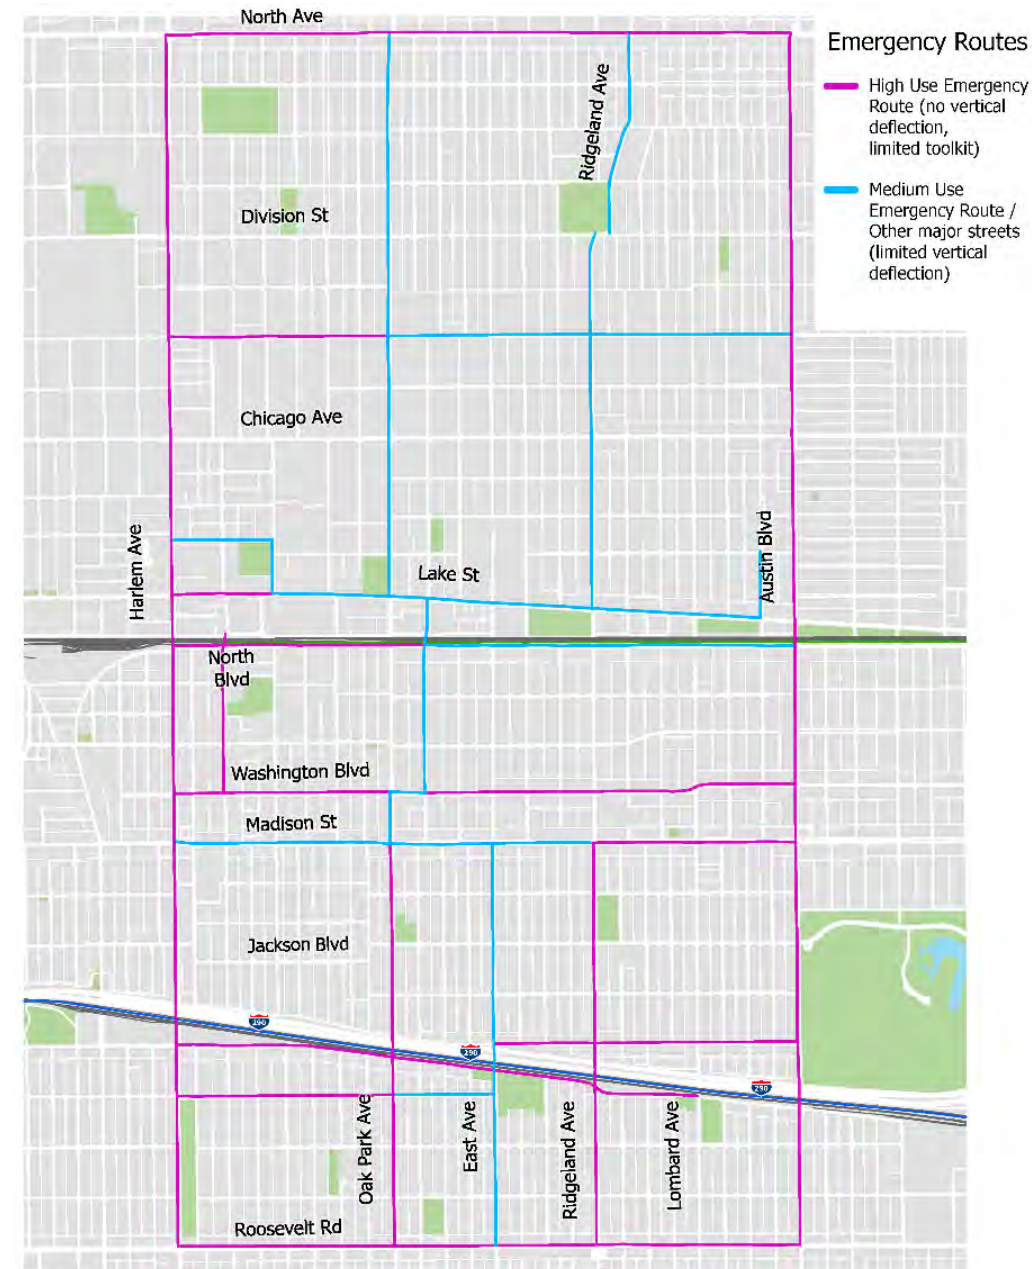 North Ave
Emergency Routes
High Use Emergency
Route (no vertical
deflection,
limited toolkit)
Medium Use
Emergency Route /
Other major streets
(limited vertical
deflection)
Ridgeland Ave
Division St
Chicago Ave
Harlem Ave
Lake St
Austin Blvd
North
Blvd
Washington Blvd
Madison St
Jackson Blvd
290
290
290
Oak Park Ave
East Ave
Ridgeland Ave
Lombard Ave
Roosevelt Rd